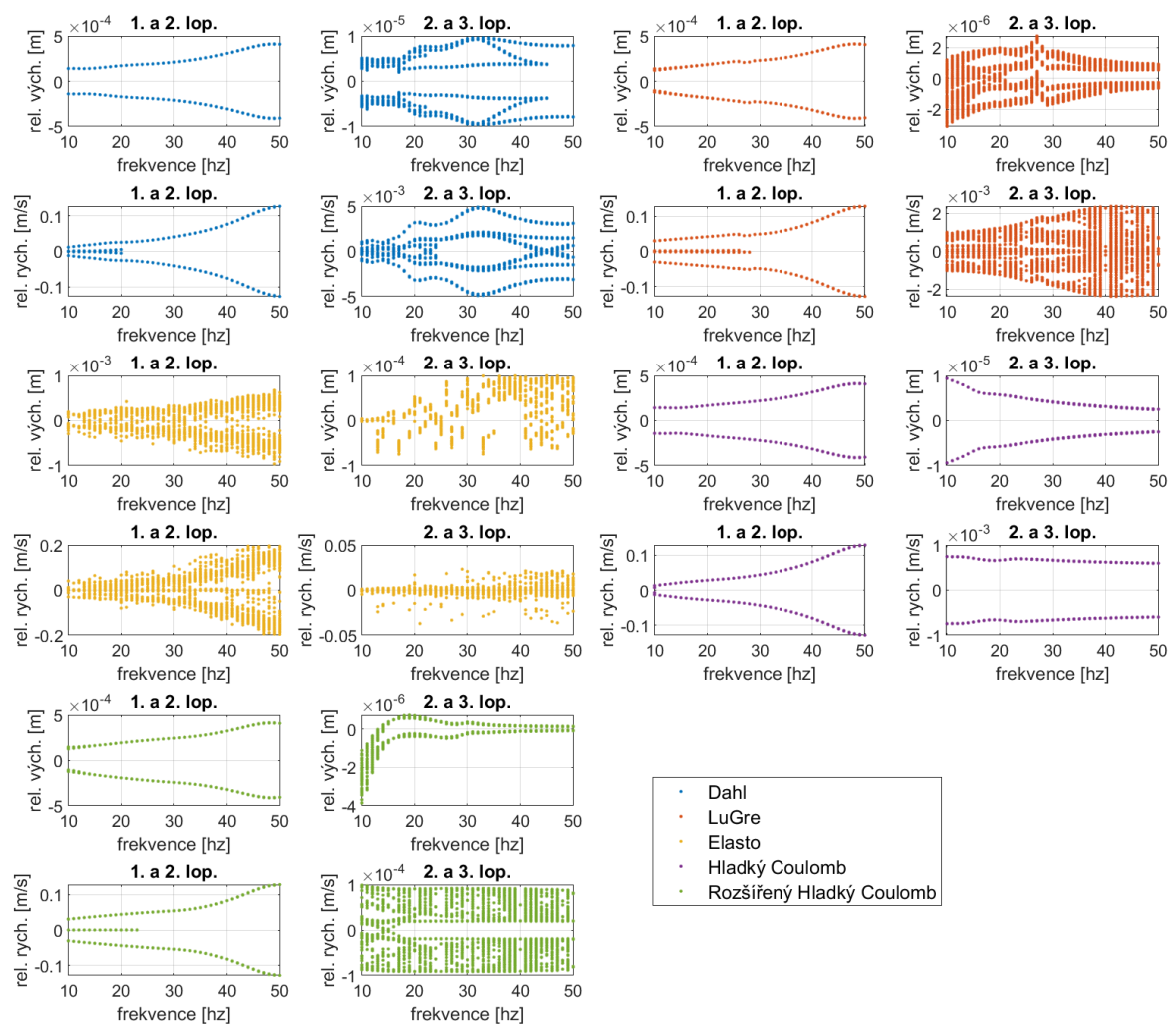 ×10⁻⁴ 1. a 2. lop.
rel. vých. [m]
5
0
-5
10 20 30 40 50
frekvence [hz]
×10⁻⁵ 2. a 3. lop.
rel. vých. [m]
1
0
-1
10 20 30 40 50
frekvence [hz]
×10⁻⁴ 1. a 2. lop.
rel. vých. [m]
5
0
-5
10 20 30 40 50
frekvence [hz]
×10⁻⁶ 2. a 3. lop.
rel. vých. [m]
2
0
-2
10 20 30 40 50
frekvence [hz]
1. a 2. lop.
rel. rych. [m/s]
0.1
0
-0.1
10 20 30 40 50
frekvence [hz]
×10⁻³ 2. a 3. lop.
rel. rych. [m/s]
5
0
-5
10 20 30 40 50
frekvence [hz]
1. a 2. lop.
rel. rych. [m/s]
0.1
0
-0.1
10 20 30 40 50
frekvence [hz]
×10⁻³ 2. a 3. lop.
rel. rych. [m/s]
2
0
-2
10 20 30 40 50
frekvence [hz]
×10⁻³ 1. a 2. lop.
rel. vých. [m]
1
0
-1
10 20 30 40 50
frekvence [hz]
×10⁻⁴ 2. a 3. lop.
rel. vých. [m]
1
0
-1
10 20 30 40 50
frekvence [hz]
×10⁻⁴ 1. a 2. lop.
rel. vých. [m]
5
0
-5
10 20 30 40 50
frekvence [hz]
×10⁻⁵ 2. a 3. lop.
rel. vých. [m]
1
0
-1
10 20 30 40 50
frekvence [hz]
1. a 2. lop.
rel. rych. [m/s]
0.2
0
-0.2
10 20 30 40 50
frekvence [hz]
2. a 3. lop.
rel. rych. [m/s]
0.05
0
-0.05
10 20 30 40 50
frekvence [hz]
1. a 2. lop.
rel. rych. [m/s]
0.1
0
-0.1
10 20 30 40 50
frekvence [hz]
×10⁻³ 2. a 3. lop.
rel. rych. [m/s]
1
0
-1
10 20 30 40 50
frekvence [hz]
×10⁻⁴ 1. a 2. lop.
rel. vých. [m]
5
0
-5
10 20 30 40 50
frekvence [hz]
×10⁻⁶ 2. a 3. lop.
rel. vých. [m]
0
-2
-4
10 20 30 40 50
frekvence [hz]
1. a 2. lop.
rel. rych. [m/s]
0.1
0
-0.1
10 20 30 40 50
frekvence [hz]
×10⁻⁴ 2. a 3. lop.
rel. rych. [m/s]
1
0
-1
10 20 30 40 50
frekvence [hz]
Dahl
LuGre
Elasto
Hladký Coulomb
Rozšířený Hladký Coulomb